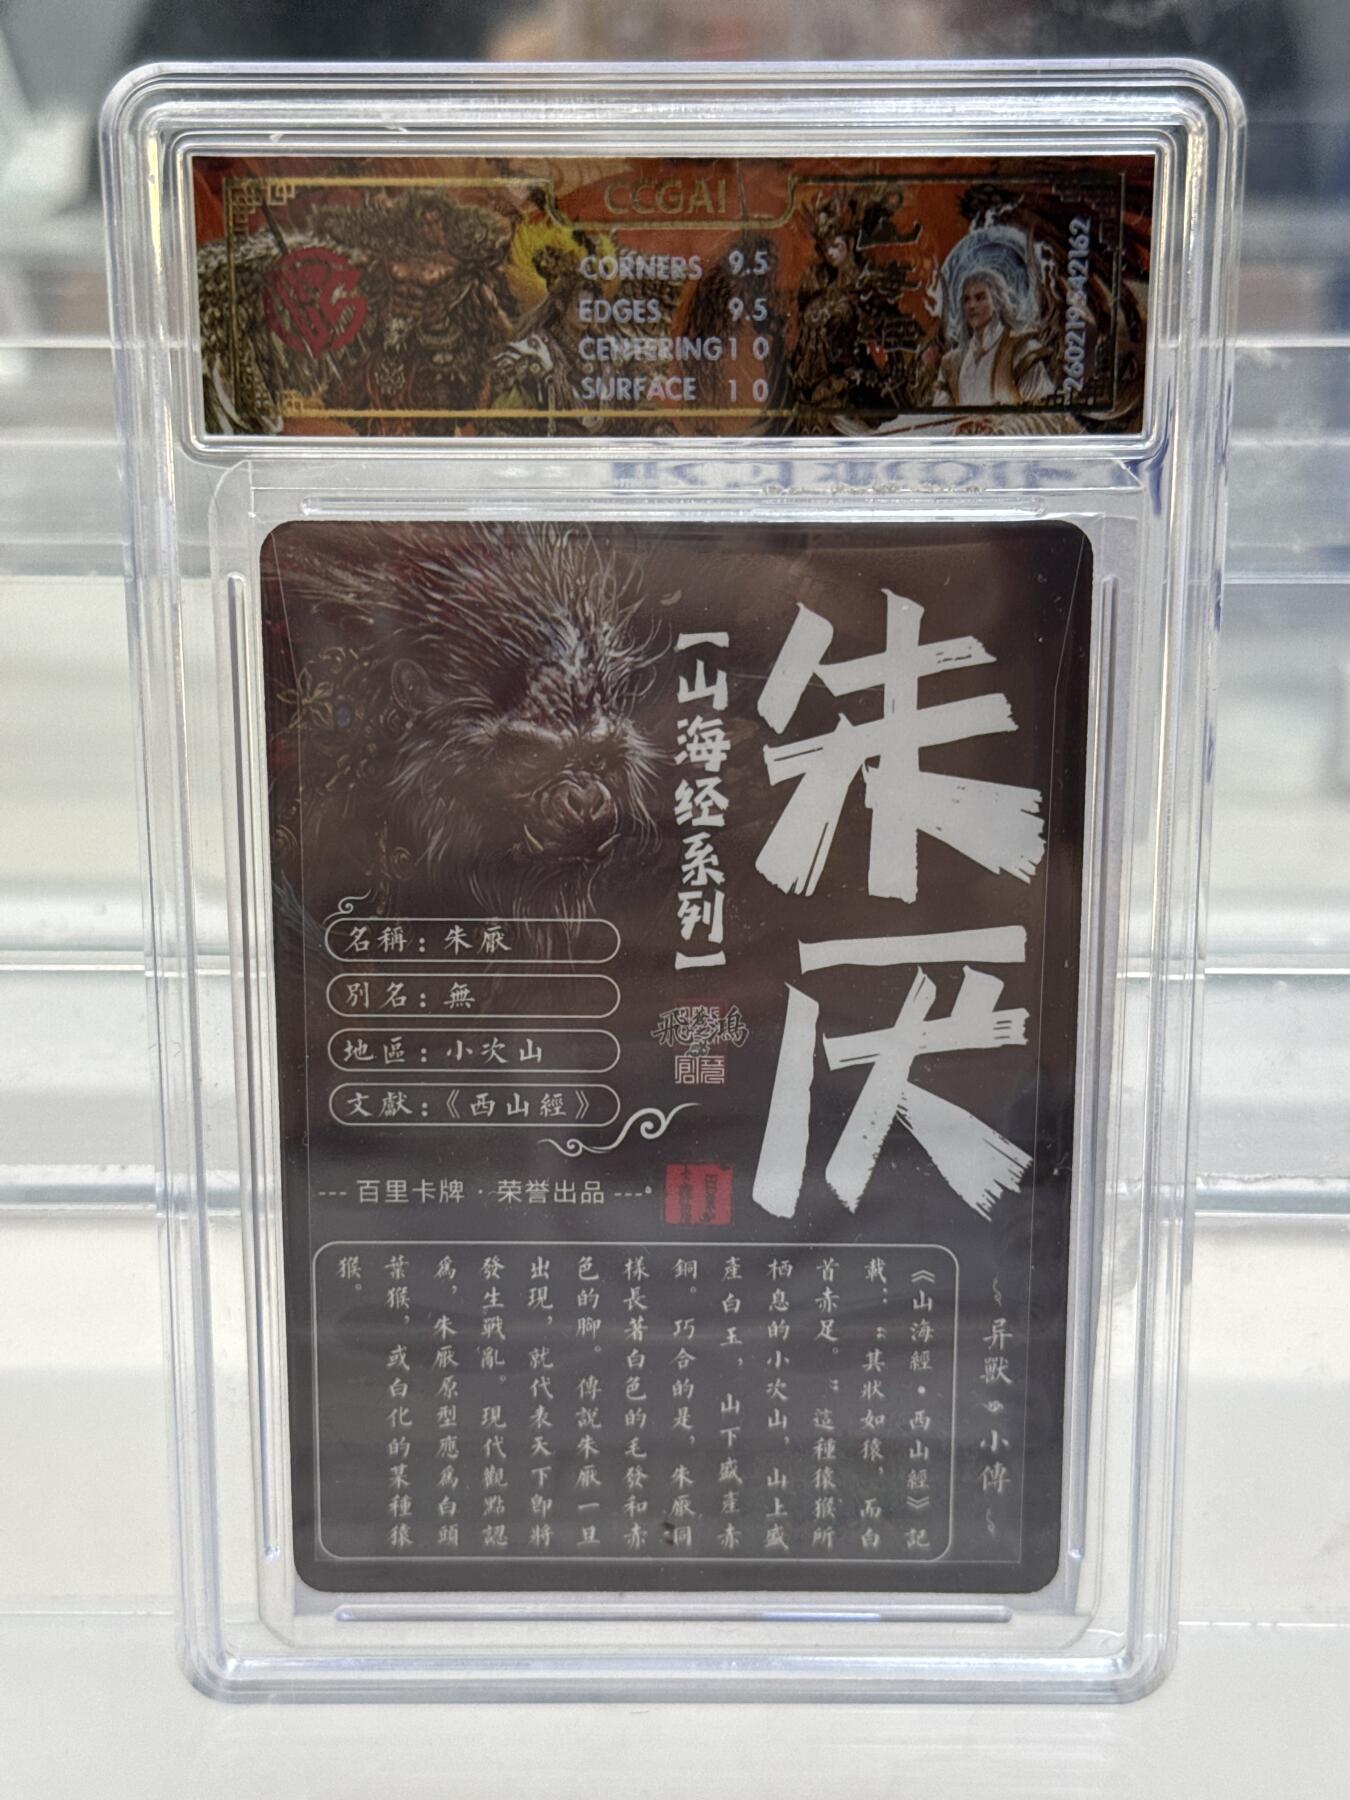 CCGAI
CORNERS 9.5
EDGES 9.5
CENTERING 10
SURFACE 10
260219542162
朱厌
【山海经系列】
名稱：朱厭
別名：無
地區：小次山
文獻：《西山經》
飛鴻
--- 百里卡牌 · 荣誉出品 ---
异獸 小傳
《山海經·西山經》記
載：：其狀如猿，而白
首赤足。：這種猿猴所
栖息的小次山，山上盛
產白玉，山下盛產赤
銅。巧合的是，朱厭同
樣長著白色的毛發和赤
色的腳。傳說朱厭一旦
出現，就代表天下卽將
發生戰亂。現代觀點認
爲，朱厭原型應爲白頭
葉猴，或白化的某種猿
猴。